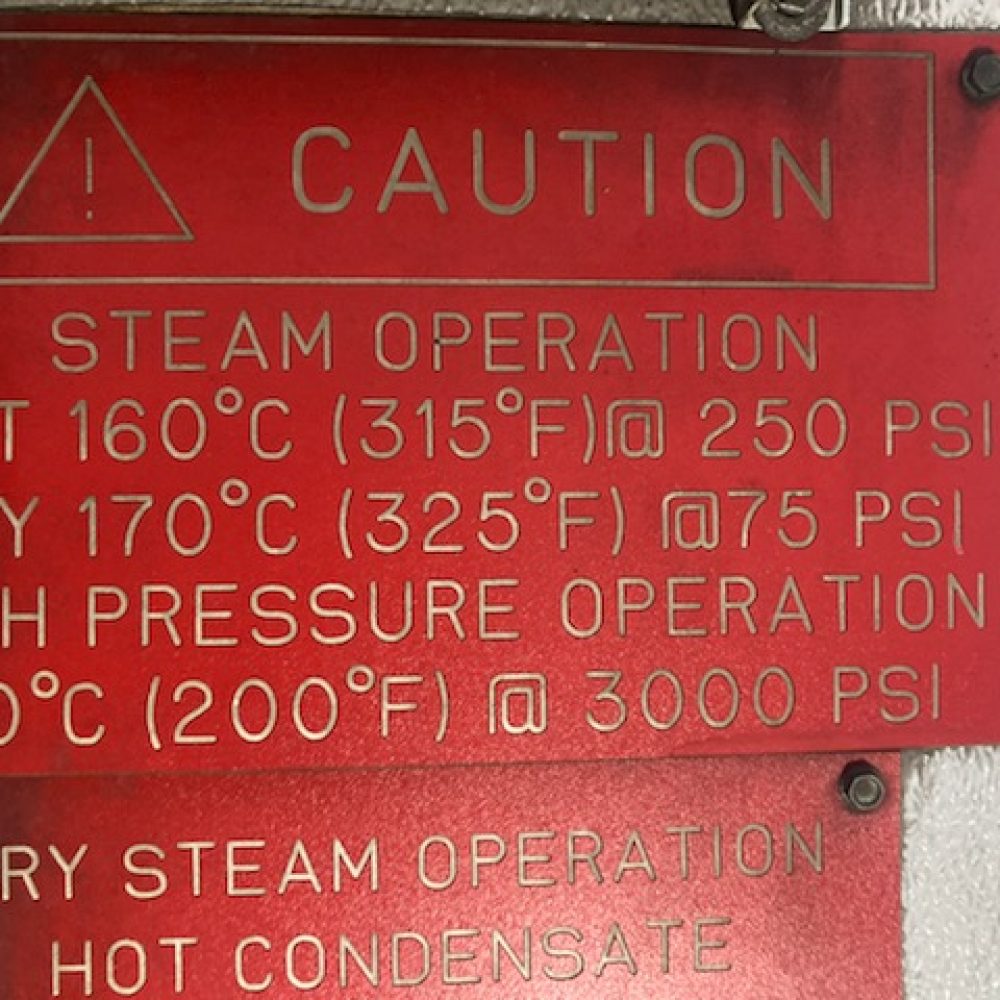 ! CAUTION
STEAM OPERATION
T 160°C (315°F)@ 250 PSI
Y 170°C (325°F) @75 PSI
H PRESSURE OPERATION
0°C (200°F) @ 3000 PSI
RY STEAM OPERATION
HOT CONDENSATE